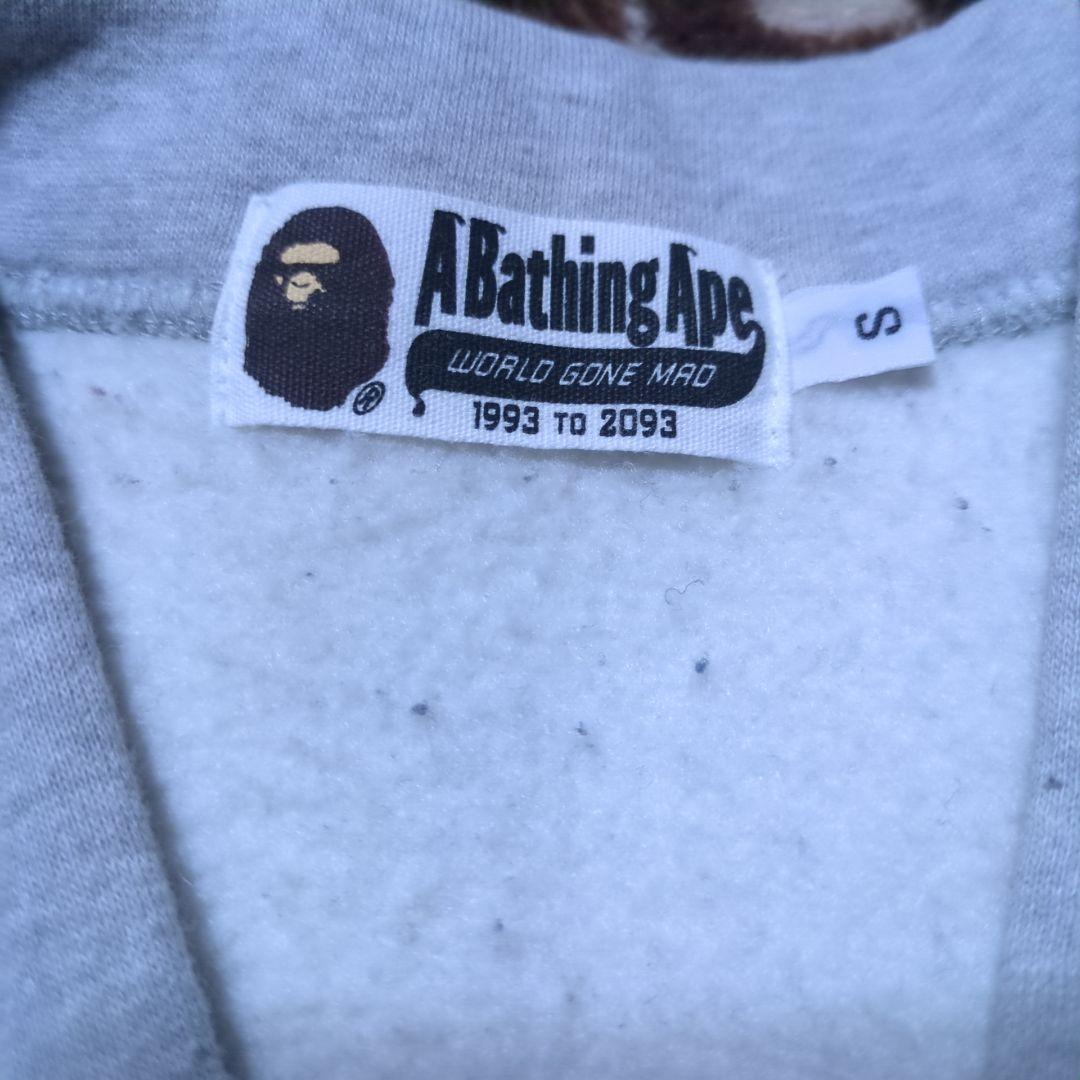 A Bathing Ape
WORLD GONE MAD
1993 TO 2093
®
S